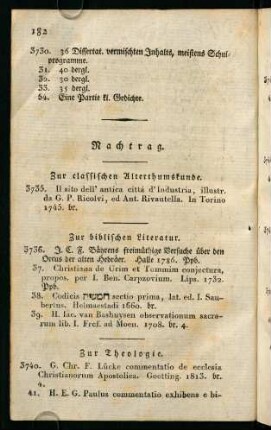 182
3730. 36 Dissertat. vermischten Inhalts, meistens Schul-
programme.
31. 40 dergl.
32. 30 dergl.
33. 35 dergl.
34. Eine Partie kl. Gedichte.
Nachtrag.
Zur classischen Alterthumskunde.
3735. Il sito dell' antica città d'Industria, illustr.
da G. P. Ricolvi, ed Ant. Rivautella. In Torino
1745. br.
Zur biblischen Literatur.
3736. J. C. F. Bährens freimüthige Versuche über den
Orus der alten Hebräer. Halle 1786. Ppb.
37. Christiana de Urim et Tummim conjectura,
propos. per I. Ben. Carpzovium. Lips. 1732.
Ppb.
38. Codicis sectio prima, lat. ed. I. Sau-
bertus. Helmaestadi 1660. br.
39. H. Iac. van Bashuysen observationum sacra-
rum lib. I. Fref. ad Moen. 1708. br. 4.
Zur Theologie.
3740. G. Chr. F. Lücke commentatio de ecclesia
Christianorum Apostolica. Goetting. 1813. br.
4.
41. H. E. G. Paulus commentatio exhibens e bi-